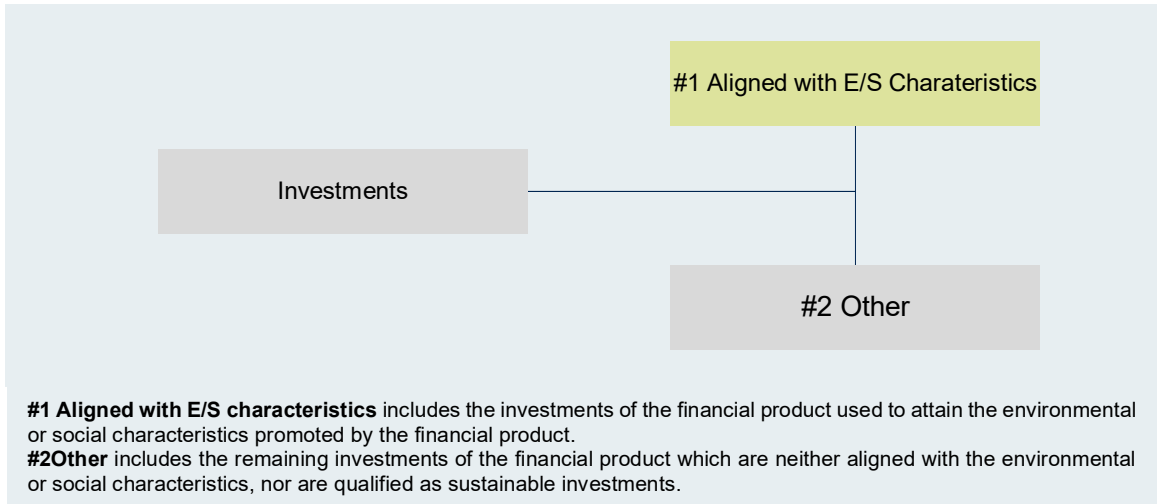 #1 Aligned with E/S Charateristics
Investments
#2 Other
#1 Aligned with E/S characteristics includes the investments of the financial product used to attain the environmental
or social characteristics promoted by the financial product.
#2Other includes the remaining investments of the financial product which are neither aligned with the environmental
or social characteristics, nor are qualified as sustainable investments.